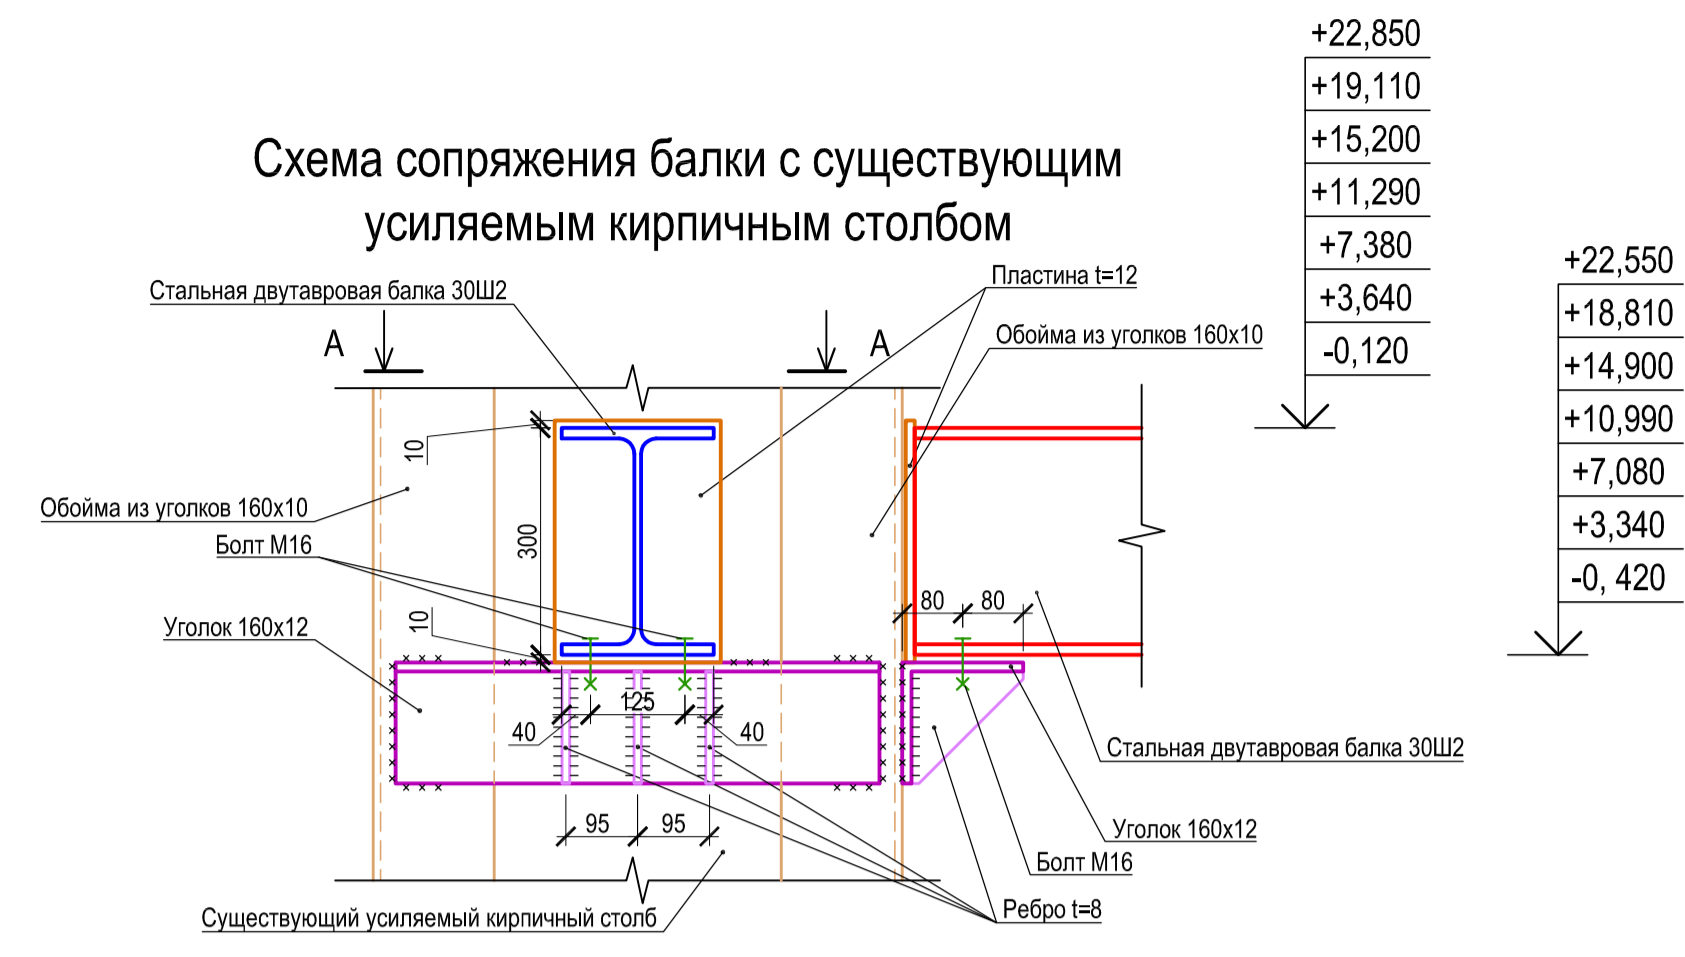 Схема сопряжения балки с существующим
усиляемым кирпичным столбом
+22,850
+19,110
+15,200
+11,290
+7,380
+3,640
-0,120
+22,550
+18,810
+14,900
+10,990
+7,080
+3,340
-0, 420
Стальная двутавровая балка 30Ш2
Пластина t=12
А
А
Обойма из уголков 160х10
10
Обойма из уголков 160х10
300
Болт М16
10
80
80
Уголок 160х12
125
40
40
Стальная двутавровая балка 30Ш2
95
95
Уголок 160х12
Болт М16
Существующий усиляемый кирпичный столб
Ребро t=8